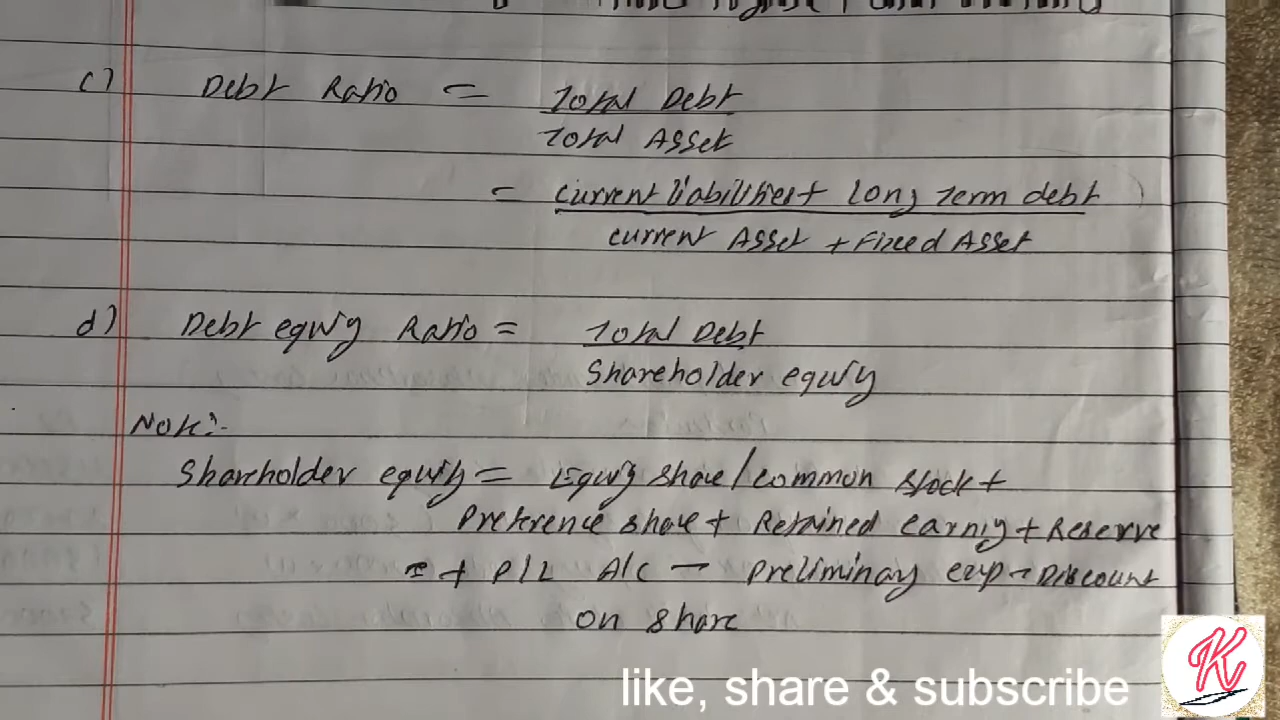 c) Debt Ratio = Total Debt
Total Asset
= current liabilities + Long Term debt
current Asset + Fixed Asset
d) Debt equity Ratio = Total Debt
Shareholder equity
Note:-
Shareholder equity = Equity share/common stock +
Preference share + Retained earning + Reserve
+ P/L A/C - Preliminary exp - Discount
on share
like, share & subscribe
K